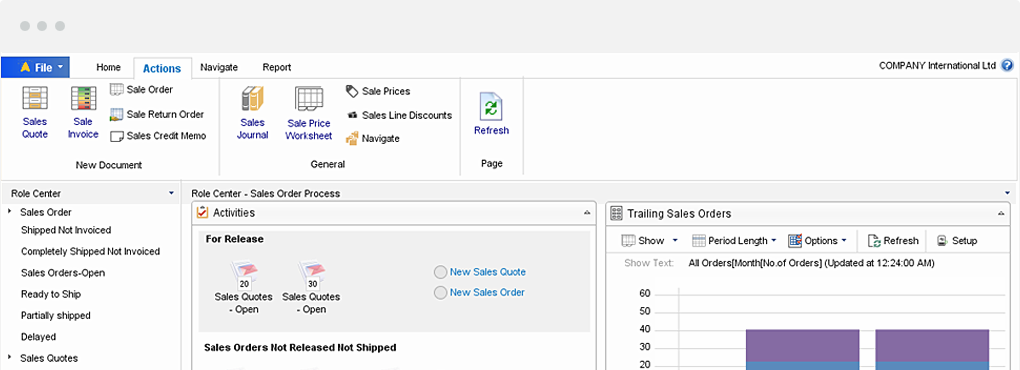 File Home Actions Navigate Report COMPANY International Ltd
Sales Quote
Sale Invoice
Sale Order
Sale Return Order
Sales Credit Memo
New Document
Sales Journal
Sale Price Worksheet
Sale Prices
Sales Line Discounts
Navigate
General
Refresh
Page
Role Center
Sales Order
Shipped Not Invoiced
Completely Shipped Not Invoiced
Sales Orders-Open
Ready to Ship
Partially shipped
Delayed
Sales Quotes
Role Center - Sales Order Process
Activities
For Release
20
Sales Quotes
- Open
30
Sales Quotes
- Open
New Sales Quote
New Sales Order
Sales Orders Not Released Not Shipped
Trailing Sales Orders
Show Period Length Options Refresh Setup
Show Text: All Orders[Month[No.of Orders] (Updated at 12:24:00 AM)
60
50
40
30
20